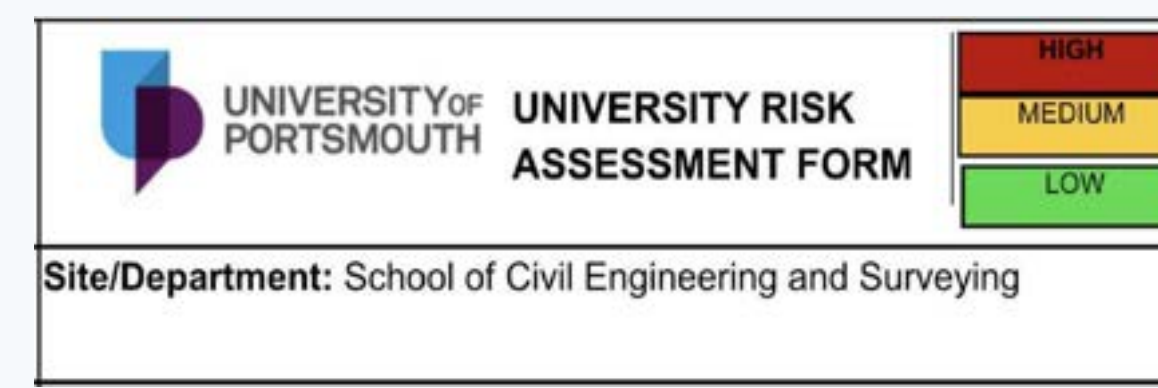 UNIVERSITY OF
PORTSMOUTH
UNIVERSITY RISK
ASSESSMENT FORM
HIGH
MEDIUM
LOW
Site/Department: School of Civil Engineering and Surveying